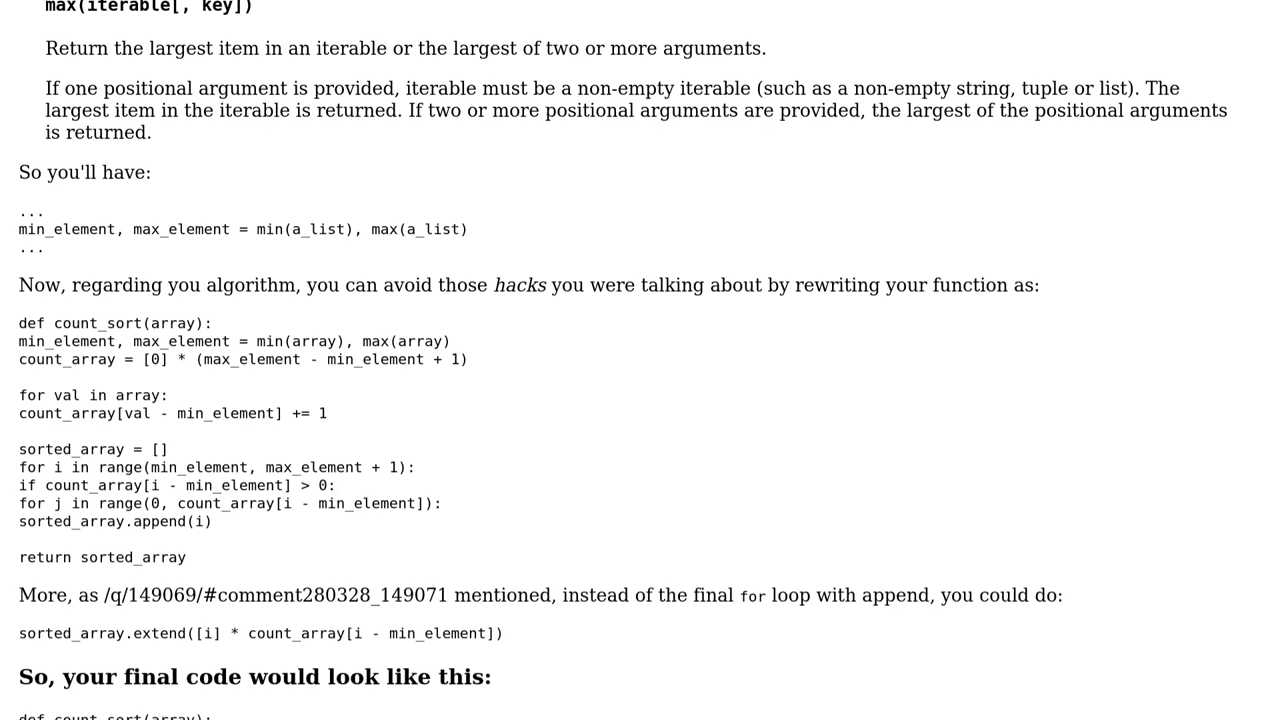 max(iterable[, key])
Return the largest item in an iterable or the largest of two or more arguments.
If one positional argument is provided, iterable must be a non-empty iterable (such as a non-empty string, tuple or list). The
largest item in the iterable is returned. If two or more positional arguments are provided, the largest of the positional arguments
is returned.
So you'll have:
...
min_element, max_element = min(a_list), max(a_list)
...
Now, regarding you algorithm, you can avoid those hacks you were talking about by rewriting your function as:
def count_sort(array):
min_element, max_element = min(array), max(array)
count_array = [0] * (max_element - min_element + 1)
for val in array:
count_array[val - min_element] += 1
sorted_array = []
for i in range(min_element, max_element + 1):
if count_array[i - min_element] > 0:
for j in range(0, count_array[i - min_element]):
sorted_array.append(i)
return sorted_array
More, as /q/149069/#comment280328_149071 mentioned, instead of the final for loop with append, you could do:
sorted_array.extend([i] * count_array[i - min_element])
So, your final code would look like this:
def count_sort(array):